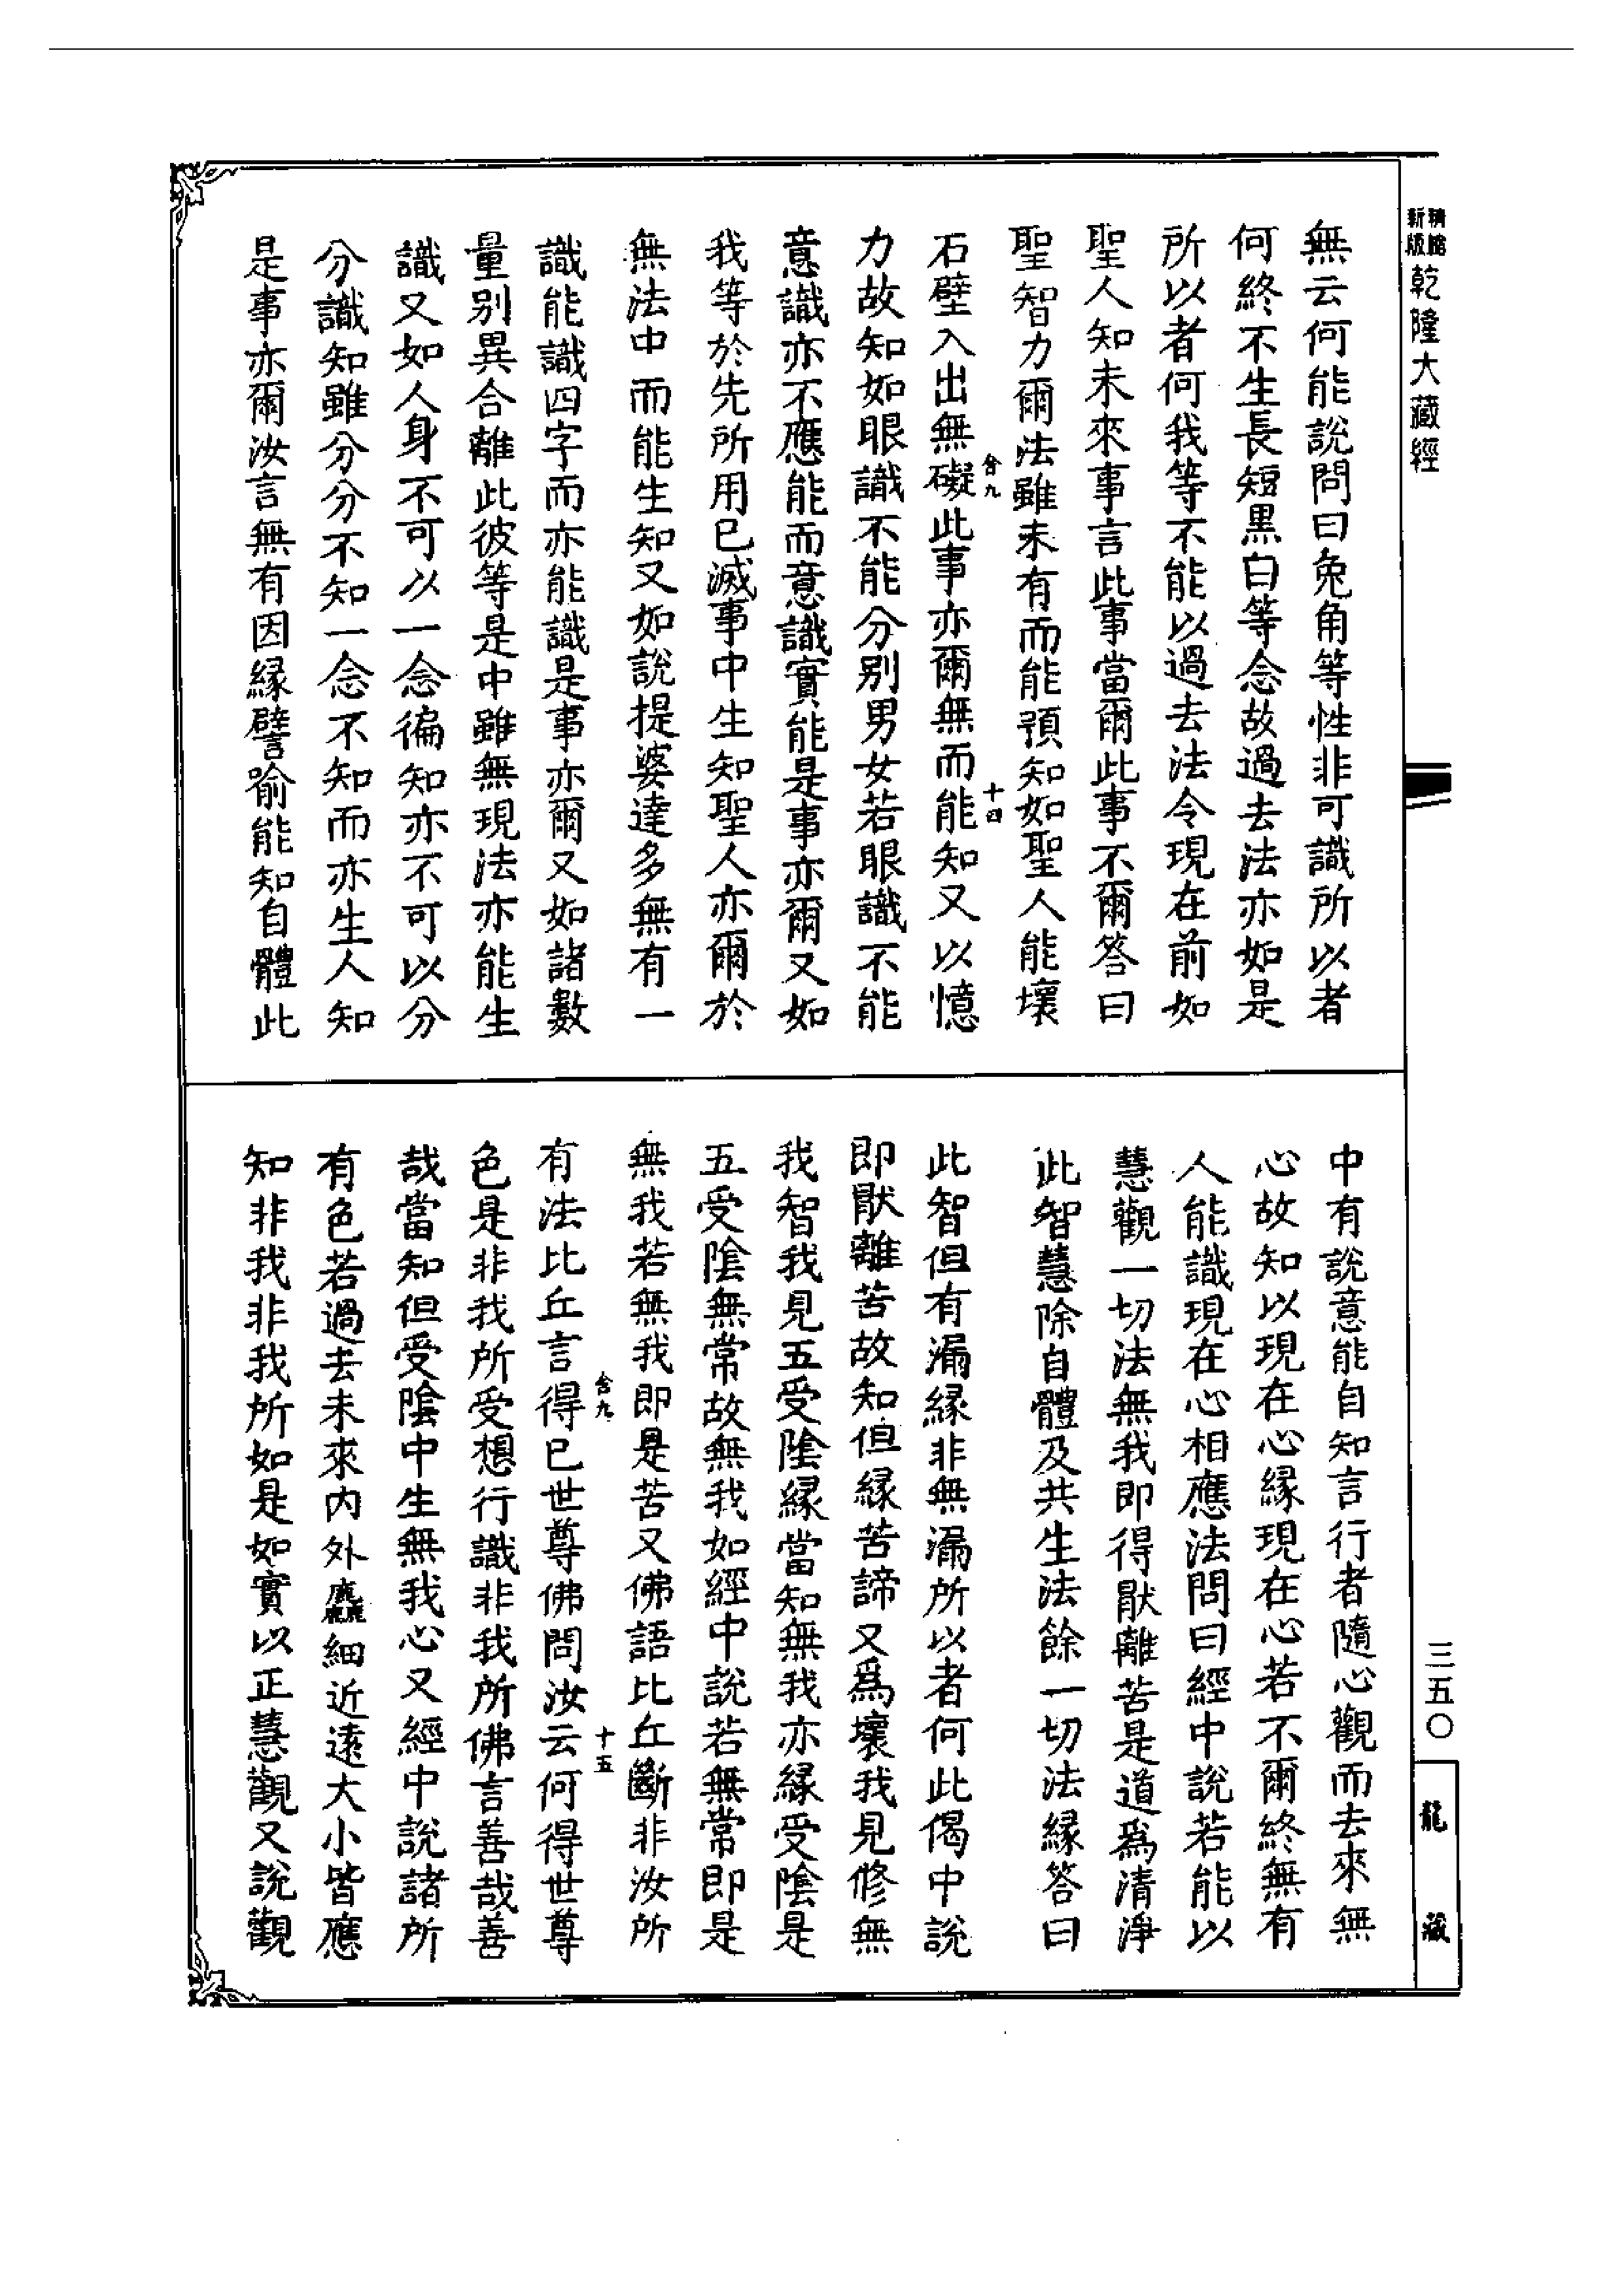 精繪
新版
乾隆大藏經
無云何能說問曰兔角等性非可識所以者
何終不生長短黑白等念故過去法亦如是
所以者何我等不能以過去法令現在前如
聖人知未來事言此事當爾此事不爾答曰
聖智力爾法雖未有而能預知如聖人能壞
石壁入出無礙此事亦爾無而能知又以憶
力故知如眼識不能分別男女若眼識不能
意識亦不應能而意識實能是事亦爾又如
我等於先所用已滅事中生知聖人亦爾於
無法中而能生知又如說提婆達多無有一
識能識四字而亦能識是事亦爾又如諸數
量別異合離此彼等是中雖無現法亦能生
識又如人身不可以一念徧知亦不可以分
分識知雖分分不知一念不知而亦生人知
是事亦爾汝言無有因緣譬喻能知自體此
含九
十四
中有說意能自知言行者隨心觀而去來無
心故知以現在心緣現在心若不爾終無有
人能識現在心相應法問曰經中說若能以
慧觀一切法無我即得厭離苦是道為清淨
此智慧除自體及共生法餘一切法緣答曰
此智但有漏緣非無漏所以者何此偈中說
即厭離苦故知但緣苦諦又為壞我見修無
我智我見五受陰緣當知無我亦緣受陰是
五受陰無常故無我如經中說若無常即是
無我若無我即是苦又佛語比丘斷非汝所
有法比丘言得已世尊佛問汝云何得世尊
色是非我所受想行識非我所佛言善哉善
哉當知但受陰中生無我心又經中說諸所
有色若過去未來內外麤細近遠大小皆應
知非我非我所如是如實以正慧觀又說觀
含九
十五
三五〇
龍藏